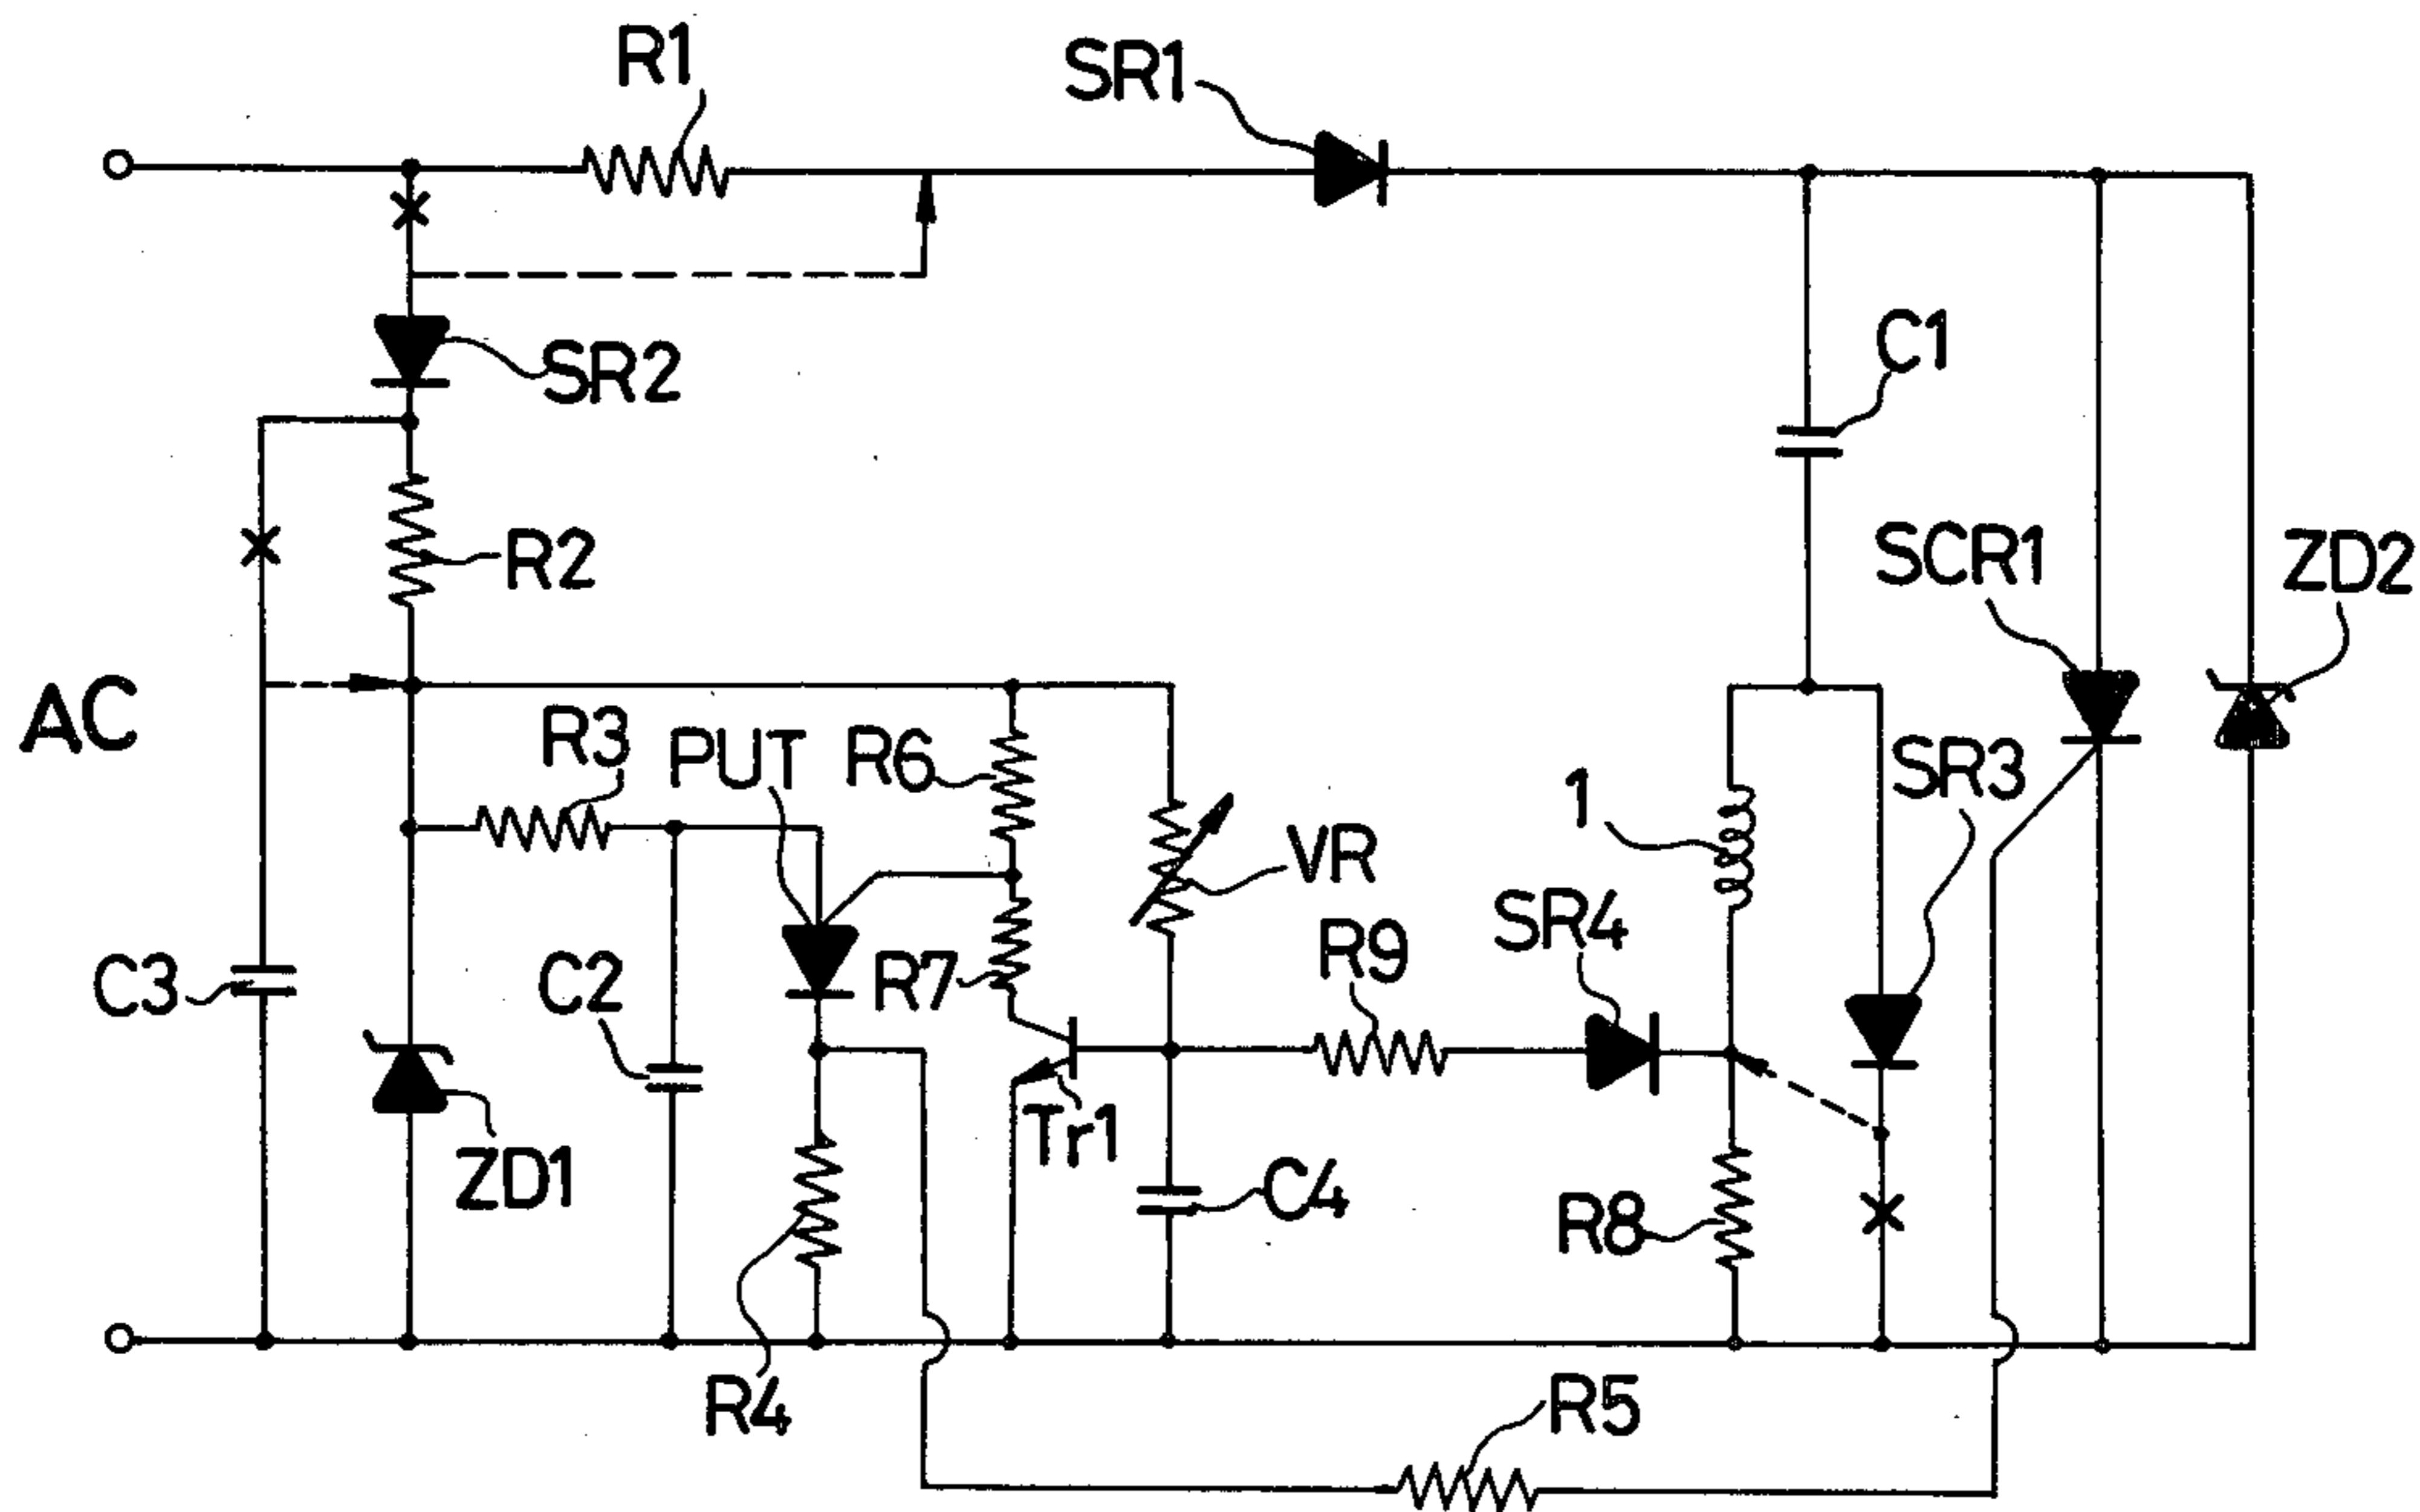 R1
SR1
SR2
C1
R2
SCR1
ZD2
AC
R3
PUT
R6
SR3
1
VR
SR4
R9
C3
C2
R7
Tr1
ZD1
C4
R8
R4
R5